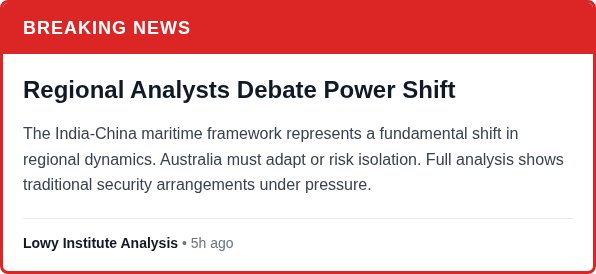 BREAKING NEWS
Regional Analysts Debate Power Shift
The India-China maritime framework represents a fundamental shift in
regional dynamics. Australia must adapt or risk isolation. Full analysis shows
traditional security arrangements under pressure.
Lowy Institute Analysis • 5h ago